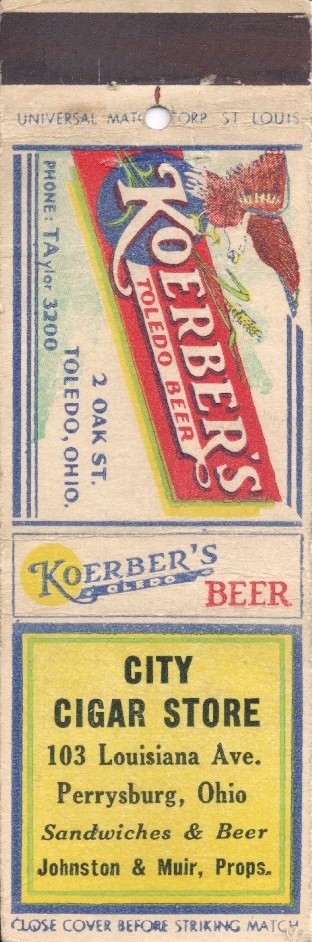 UNIVERSAL MATCH CORP ST LOUIS
KOERBER'S
TOLEDO BEER
2 OAK ST.
TOLEDO, OHIO.
PHONE: TAylor 3200
KOERBER'S
TOLEDO
BEER
CITY
CIGAR STORE
103 Louisiana Ave.
Perrysburg, Ohio
Sandwiches & Beer
Johnston & Muir, Props.
CLOSE COVER BEFORE STRIKING MATCH